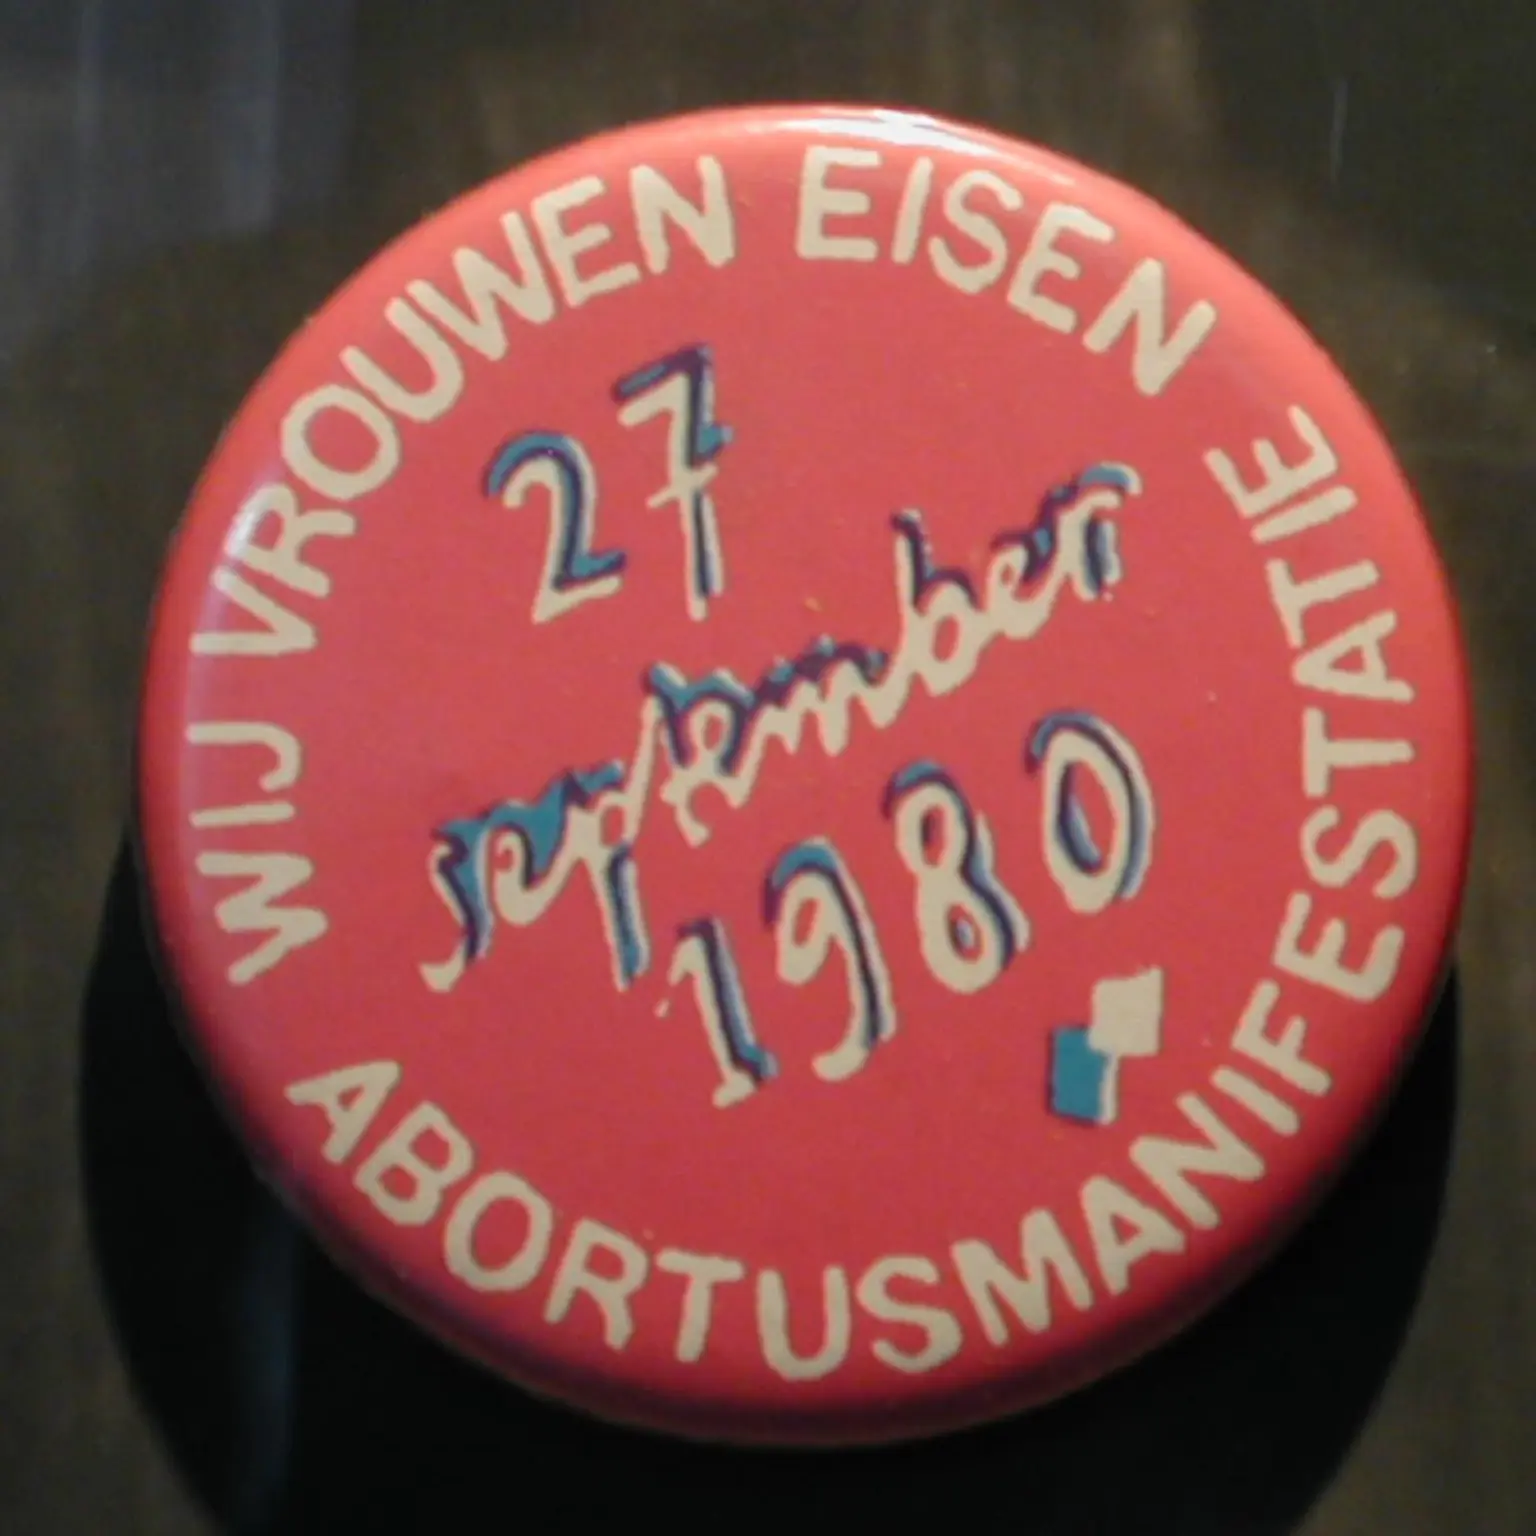 WIJ VROUWEN EISEN
27
september
1980
ABORTUSMANIFESTATIE